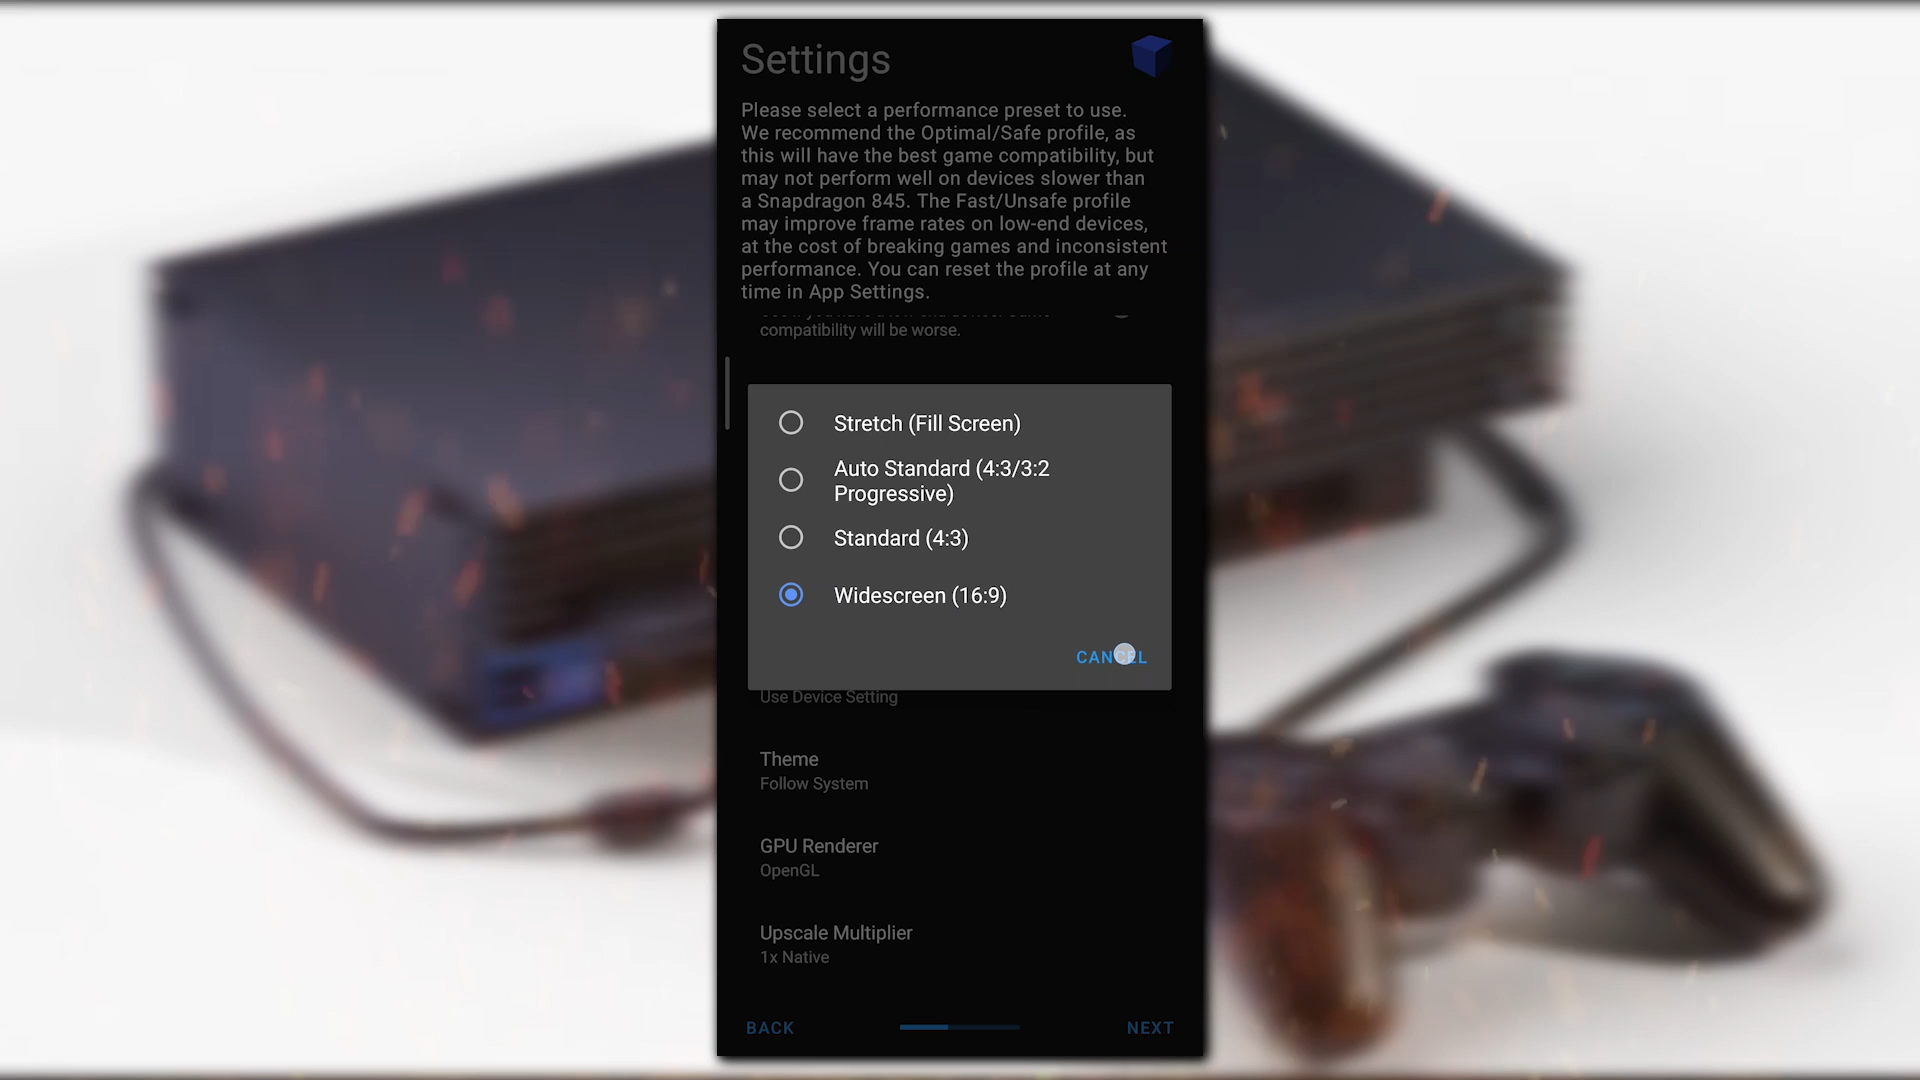 Settings
Please select a performance preset to use.
We recommend the Optimal/Safe profile, as
this will have the best game compatibility, but
may not perform well on devices slower than
a Snapdragon 845. The Fast/Unsafe profile
may improve frame rates on low-end devices,
at the cost of breaking games and inconsistent
performance. You can reset the profile at any
time in App Settings.
compatibility will be worse.
Stretch (Fill Screen)
Auto Standard (4:3/3:2
Progressive)
Standard (4:3)
Widescreen (16:9)
CANCEL
Use Device Setting
Theme
Follow System
GPU Renderer
OpenGL
Upscale Multiplier
1x Native
BACK
NEXT